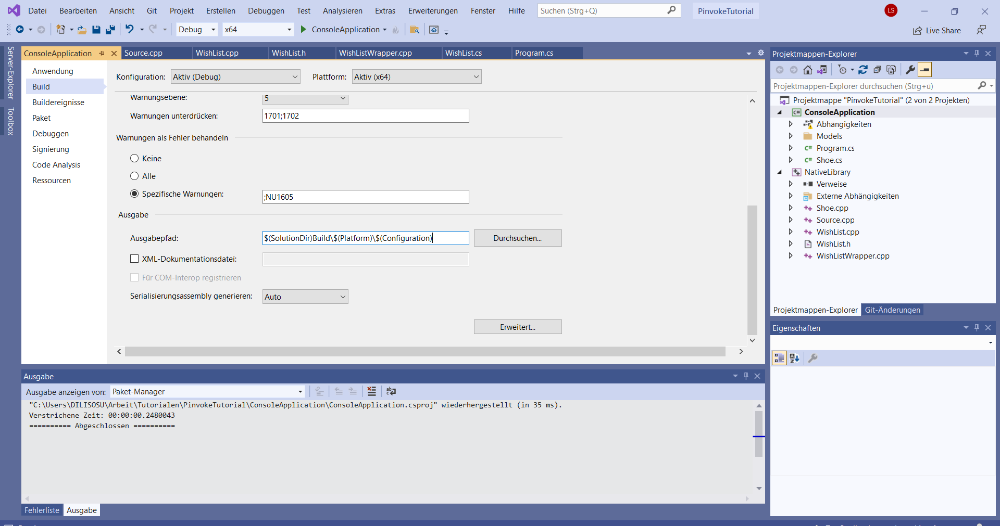 Datei Bearbeiten Ansicht Git Projekt Erstellen Debuggen Test Analysieren Extras Erweiterungen Fenster Hilfe Suchen (Strg+Q) PinvokeTutorial LS
Debug x64 ConsoleApplication Live Share
Server-Explorer
Toolbox
ConsoleApplication Source.cpp WishList.cpp WishList.h WishListWrapper.cpp WishList.cs Program.cs
Anwendung
Build
Buildereignisse
Paket
Debuggen
Signierung
Code Analysis
Ressourcen
Konfiguration: Aktiv (Debug) Plattform: Aktiv (x64)
Warnungsebene: 5
Warnungen unterdrücken: 1701;1702
Warnungen als Fehler behandeln
Keine
Alle
Spezifische Warnungen: ;NU1605
Ausgabe
Ausgabepfad: $(SolutionDir)Build\$(Platform)\$(Configuration) Durchsuchen...
XML-Dokumentationsdatei:
Für COM-Interop registrieren
Serialisierungsassembly generieren: Auto
Erweitert...
Ausgabe
Ausgabe anzeigen von: Paket-Manager
"C:\Users\DILISOSU\Arbeit\Tutorialen\PinvokeTutorial\ConsoleApplication\ConsoleApplication.csproj" wiederhergestellt (in 35 ms).
Verstrichene Zeit: 00:00:00.2480043
========== Abgeschlossen ==========
Fehlerliste Ausgabe
Projektmappen-Explorer
Projektmappen-Explorer durchsuchen (Strg+ü)
Projektmappe "PinvokeTutorial" (2 von 2 Projekten)
ConsoleApplication
Abhängigkeiten
Models
C# Program.cs
C# Shoe.cs
NativeLibrary
Verweise
Externe Abhängigkeiten
Shoe.cpp
Source.cpp
WishList.cpp
WishList.h
WishListWrapper.cpp
Projektmappen-Explorer Git-Änderungen
Eigenschaften